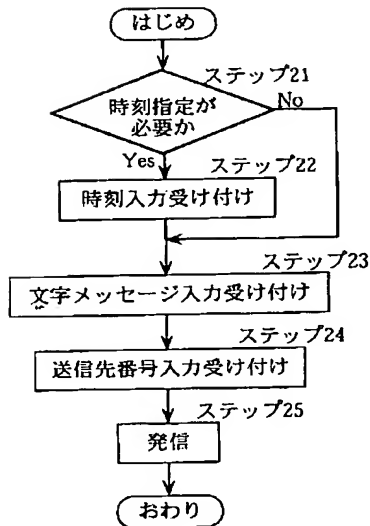 はじめ
ステップ21
時刻指定が
必要か
No
Yes
ステップ22
時刻入力受け付け
ステップ23
文字メッセージ入力受け付け
ステップ24
送信先番号入力受け付け
ステップ25
発信
おわり